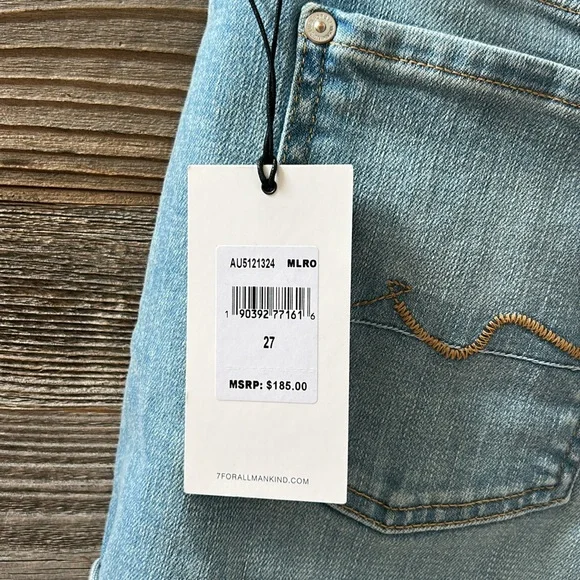 AU5121324 MLRO
1 90392 77161 6
27
MSRP: $185.00
7FORALLMANKIND.COM